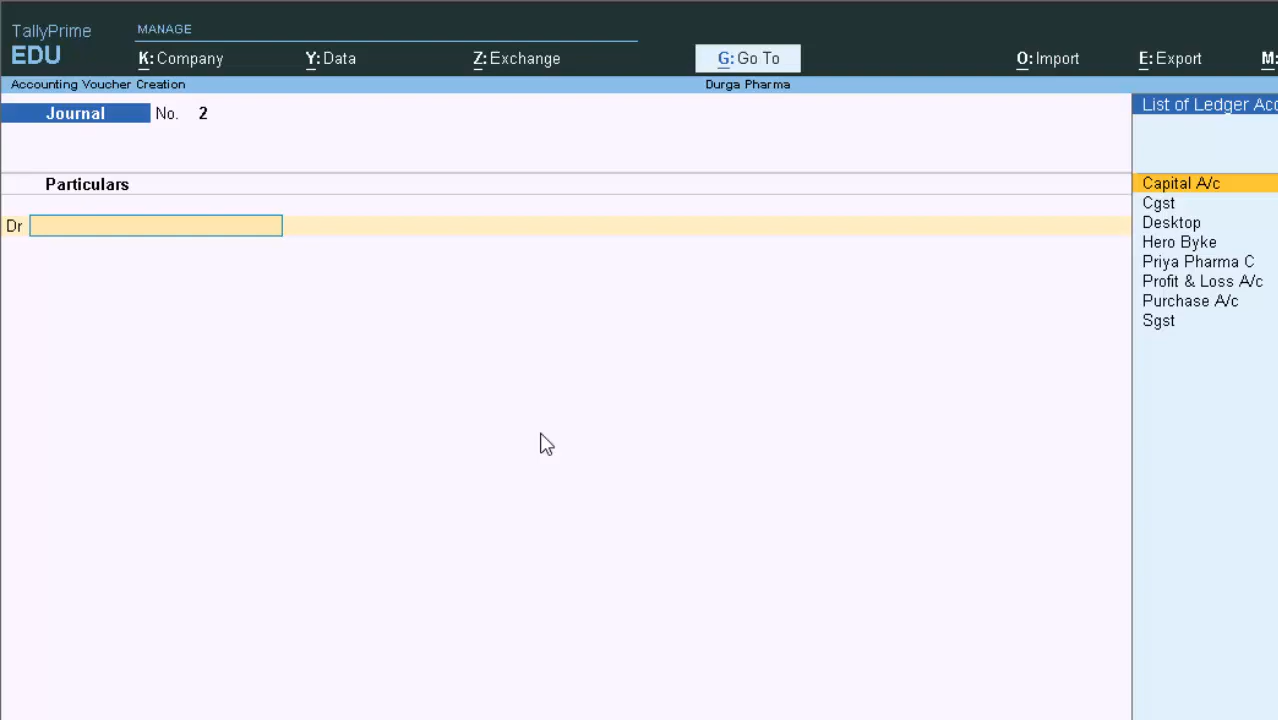 TallyPrime
EDU
MANAGE
K: Company
Y: Data
Z: Exchange
G: Go To
O: Import
E: Export
M:
Accounting Voucher Creation
Durga Pharma
Journal No. 2
List of Ledger Acc
Particulars
Dr
Capital A/c
Cgst
Desktop
Hero Byke
Priya Pharma C
Profit & Loss A/c
Purchase A/c
Sgst